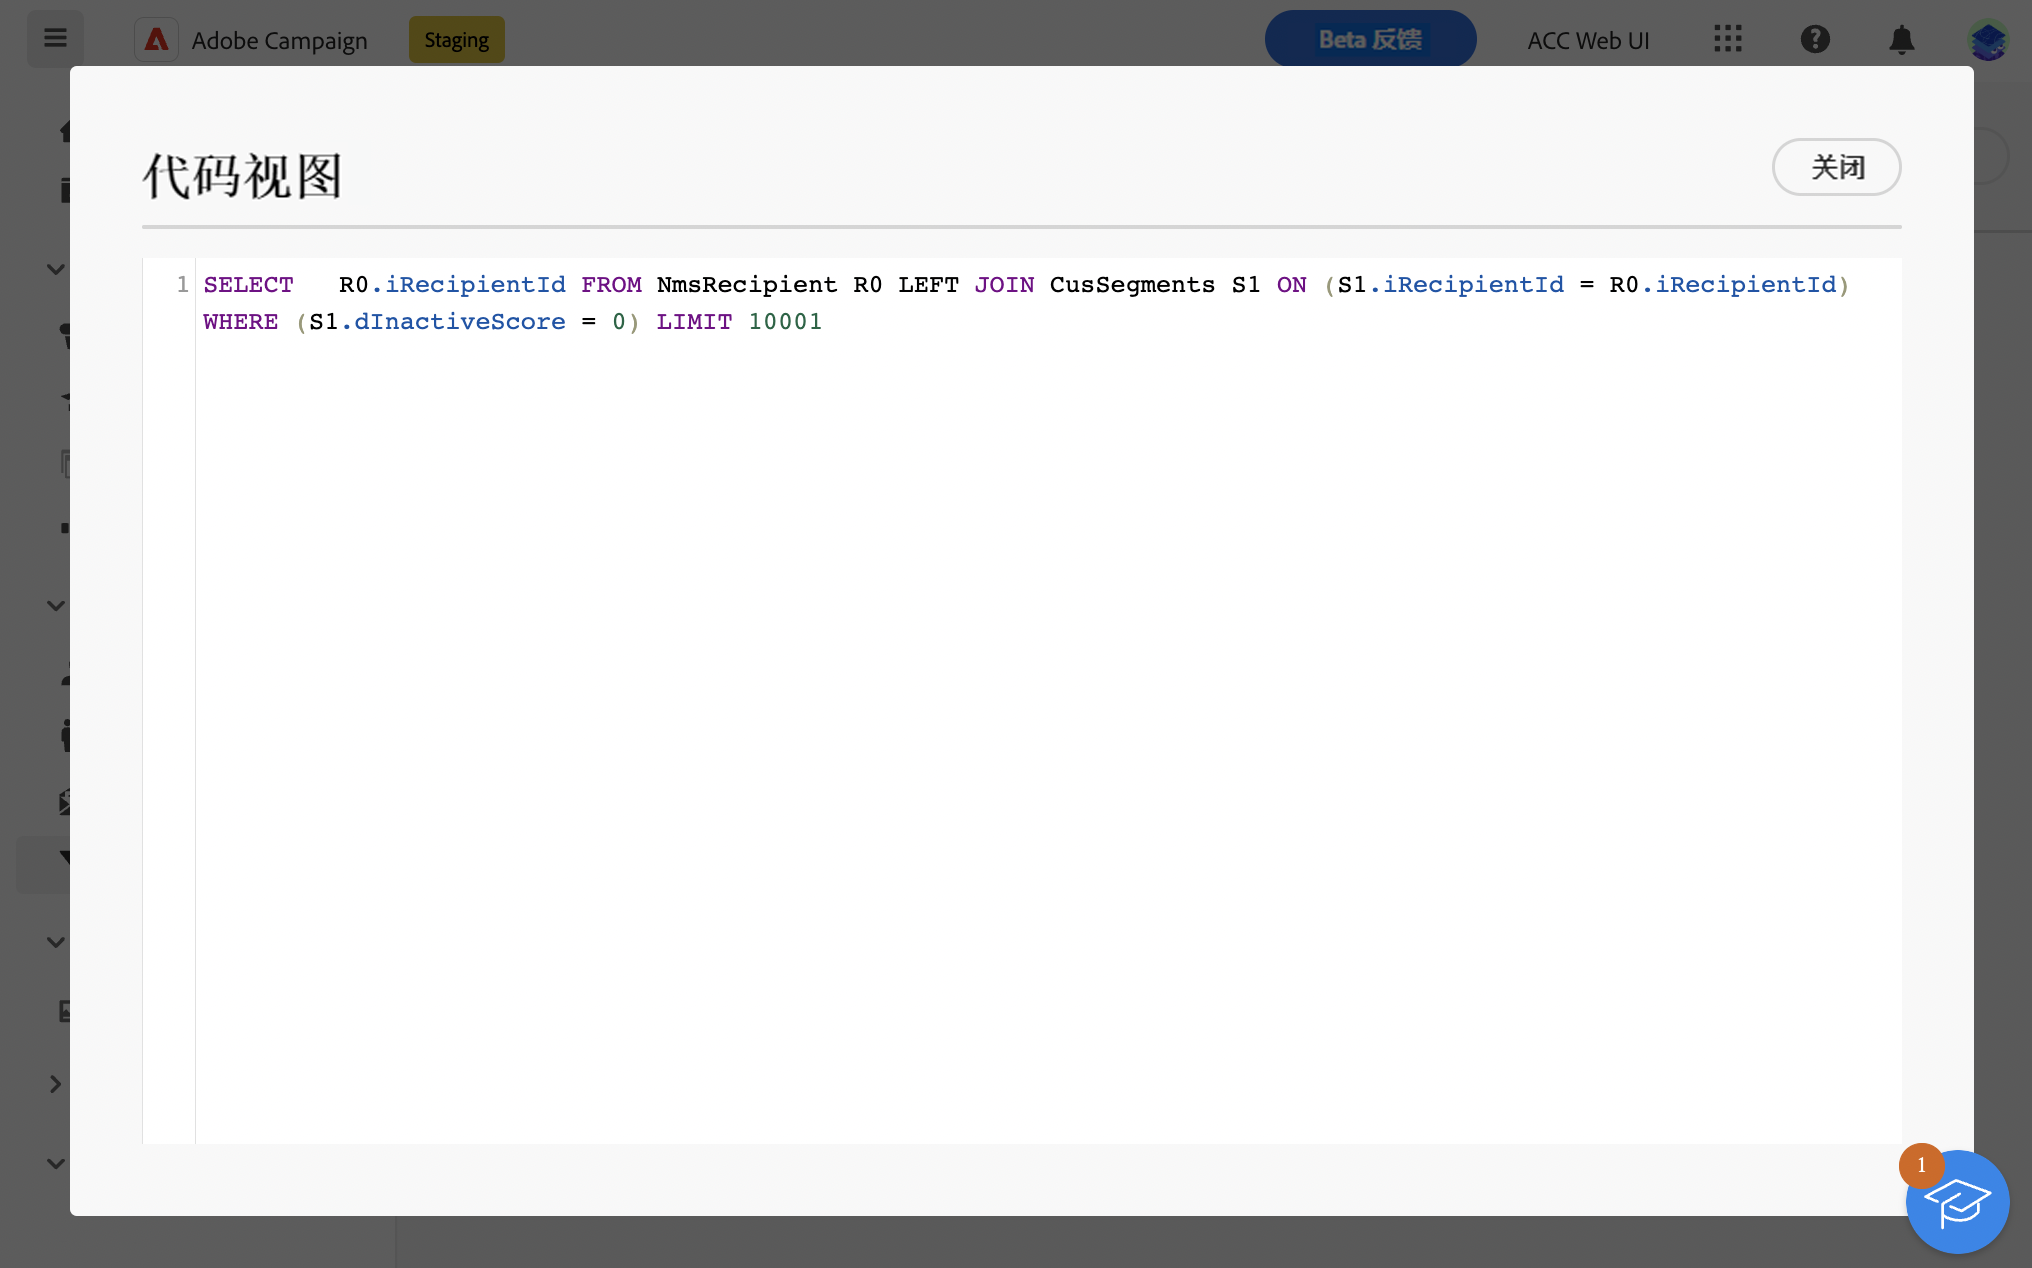 Adobe Campaign
Staging
Beta 反馈
ACC Web UI
代码视图
关闭
1
SELECT   R0.iRecipientId FROM NmsRecipient R0 LEFT JOIN CusSegments S1 ON (S1.iRecipientId = R0.iRecipientId)
WHERE (S1.dInactiveScore = 0) LIMIT 10001
1